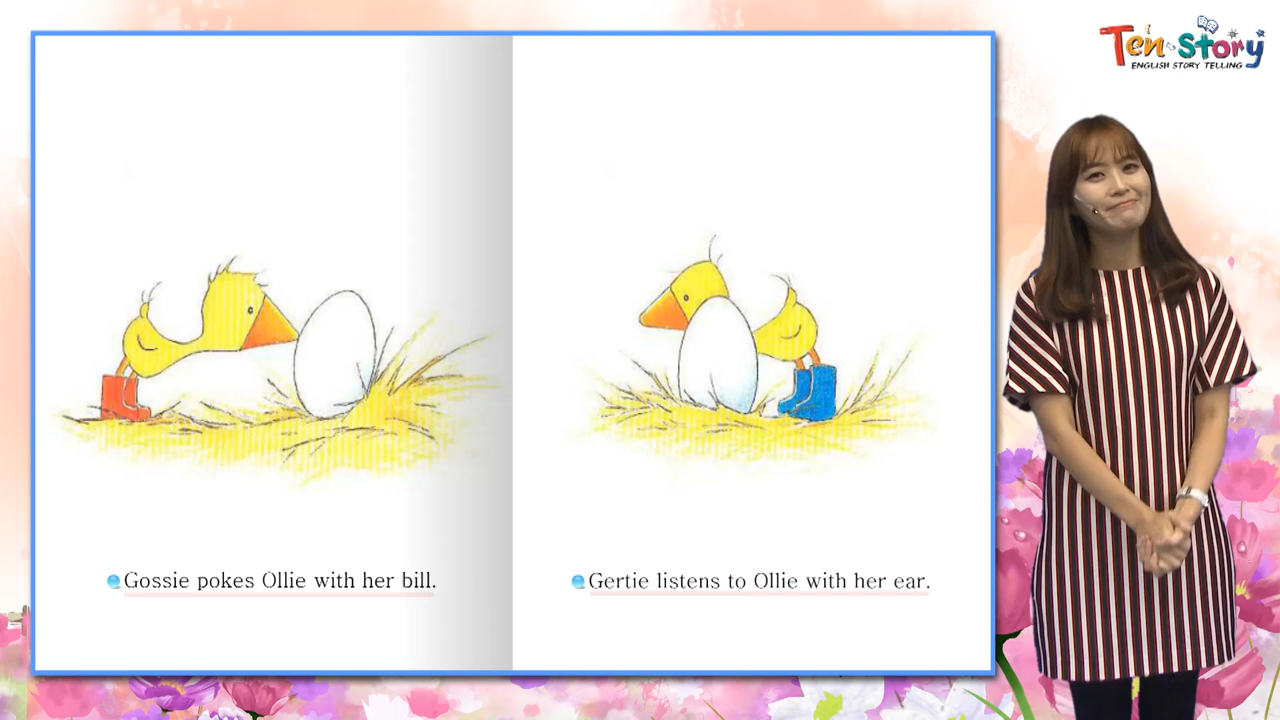 Ten Story
ENGLISH STORY TELLING
Gossie pokes Ollie with her bill.
Gertie listens to Ollie with her ear.